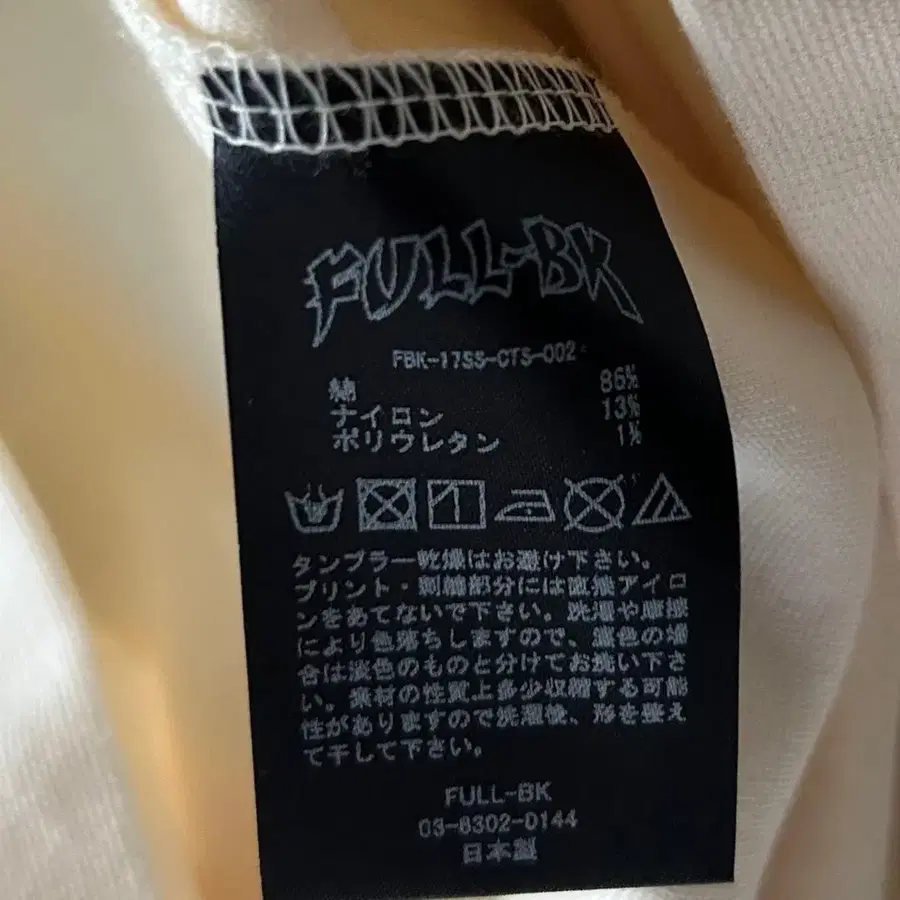 FULL-BK
FBK-17SS-CTS-002
綿 86%
ナイロン 13%
ポリウレタン 1%
タンブラー乾燥はお避け下さい。
プリント・刺繍部分には直接アイロ
ンをあてないで下さい。洗濯や摩擦
により色落ちしますので、濃色の場
合は淡色のものと分けてお洗い下さ
い。素材の性質上多少収縮する可能
性がありますので洗濯後、形を整え
て干して下さい。
FULL-BK
03-6302-0144
日本製